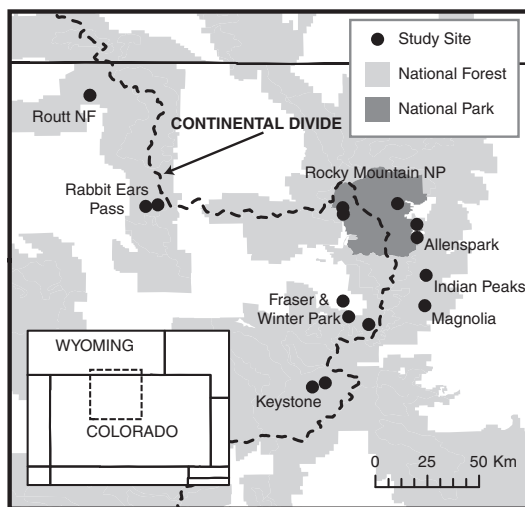 Study Site
National Forest
National Park
Routt NF
CONTINENTAL DIVIDE
Rocky Mountain NP
Rabbit Ears
Pass
Allenspark
Indian Peaks
Fraser &
Winter Park
Magnolia
Keystone
WYOMING
COLORADO
0 25 50 Km